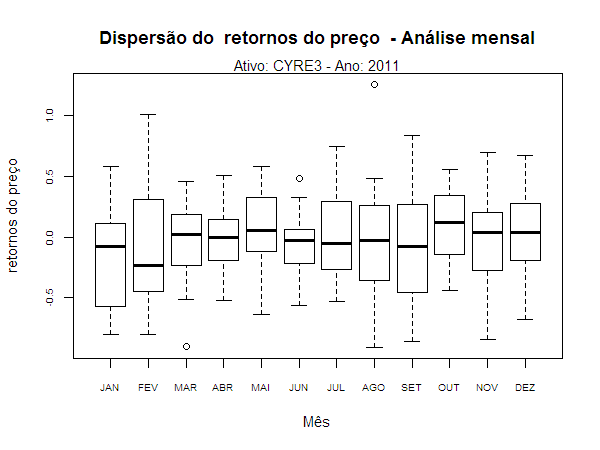 Dispersão do retornos do preço - Análise mensal
Ativo: CYRE3 - Ano: 2011
retornos do preço
1.0
0.5
0.0
-0.5
JAN FEV MAR ABR MAI JUN JUL AGO SET OUT NOV DEZ
Mês